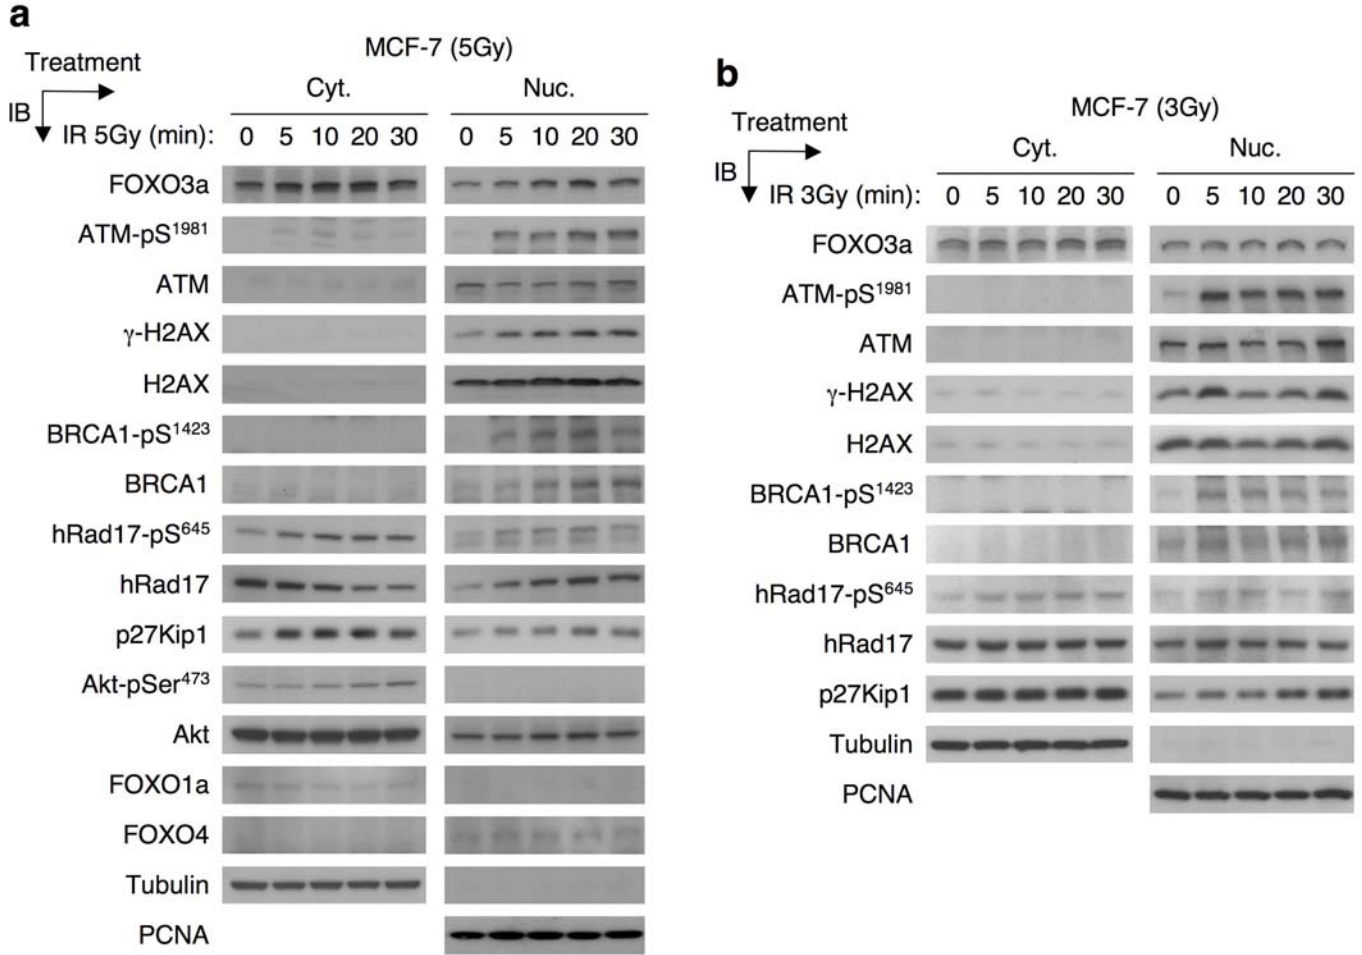 a
MCF-7 (5Gy)
Treatment
Cyt. Nuc.
IB
IR 5Gy (min): 0 5 10 20 30 0 5 10 20 30
FOXO3a
ATM-pS1981
ATM
γ-H2AX
H2AX
BRCA1-pS1423
BRCA1
hRad17-pS645
hRad17
p27Kip1
Akt-pSer473
Akt
FOXO1a
FOXO4
Tubulin
PCNA
b
MCF-7 (3Gy)
Treatment
Cyt. Nuc.
IB
IR 3Gy (min): 0 5 10 20 30 0 5 10 20 30
FOXO3a
ATM-pS1981
ATM
γ-H2AX
H2AX
BRCA1-pS1423
BRCA1
hRad17-pS645
hRad17
p27Kip1
Tubulin
PCNA